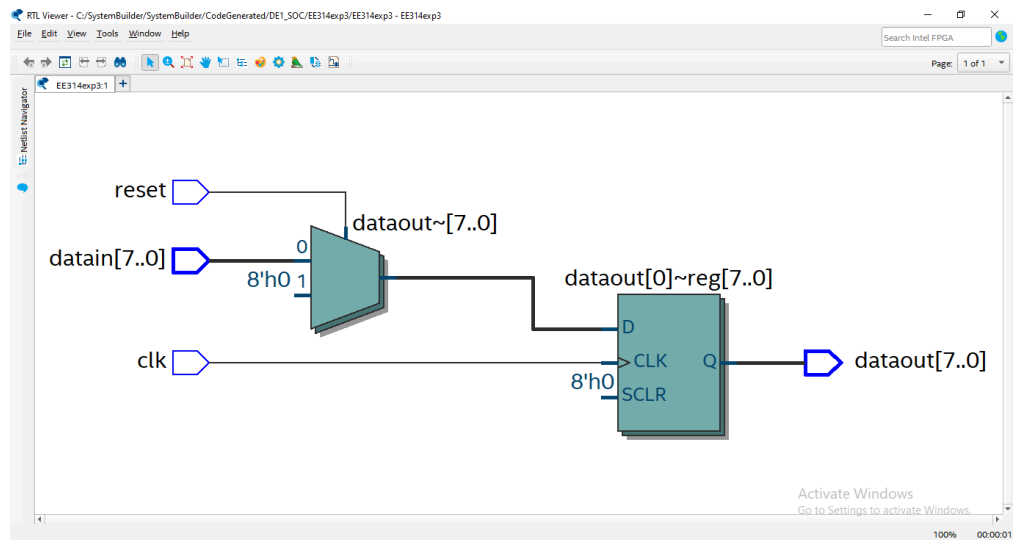 RTL Viewer - C:/SystemBuilder/SystemBuilder/CodeGenerated/DE1_SOC/EE314exp3/EE314exp3 - EE314exp3
File Edit View Tools Window Help
Search Intel FPGA
Page: 1 of 1
EE314exp3:1
Netlist Navigator
reset
dataout~[7..0]
0
datain[7..0]
8'h0 1
dataout[0]~reg[7..0]
D
clk
CLK Q
dataout[7..0]
8'h0
SCLR
Activate Windows
Go to Settings to activate Windows.
100% 00:00:01